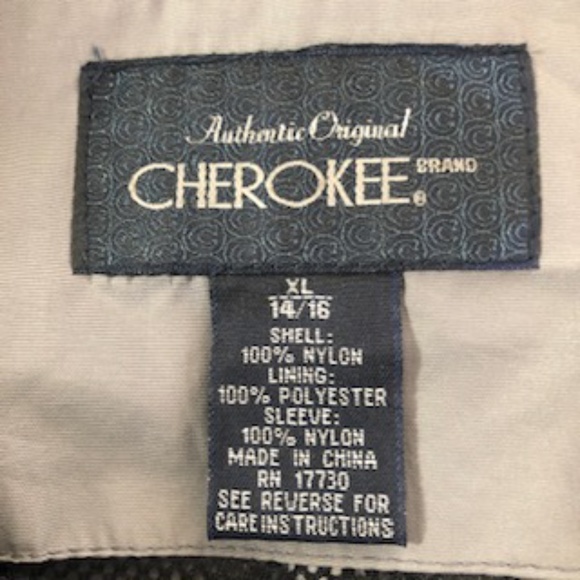 Authentic Original
CHEROKEE BRAND ®
XL
14/16
SHELL:
100% NYLON
LINING:
100% POLYESTER
SLEEVE:
100% NYLON
MADE IN CHINA
RN 17730
SEE REVERSE FOR
CARE INSTRUCTIONS